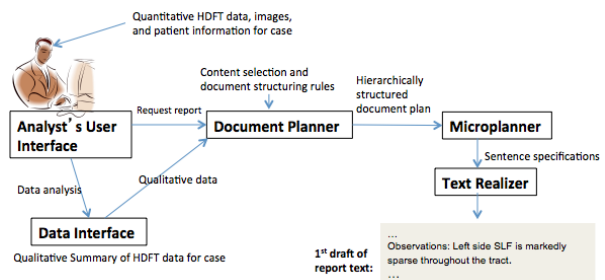 Quantitative HDFT data, images,
and patient information for case
Content selection and
document structuring rules
Hierarchically
structured
document plan
Analyst's User
Interface
Request report
Document Planner
Microplanner
Sentence specifications
Qualitative data
Data analysis
Text Realizer
Data Interface
Qualitative Summary of HDFT data for case
1st draft of
report text:
...
Observations: Left side SLF is markedly
sparse throughout the tract.
...